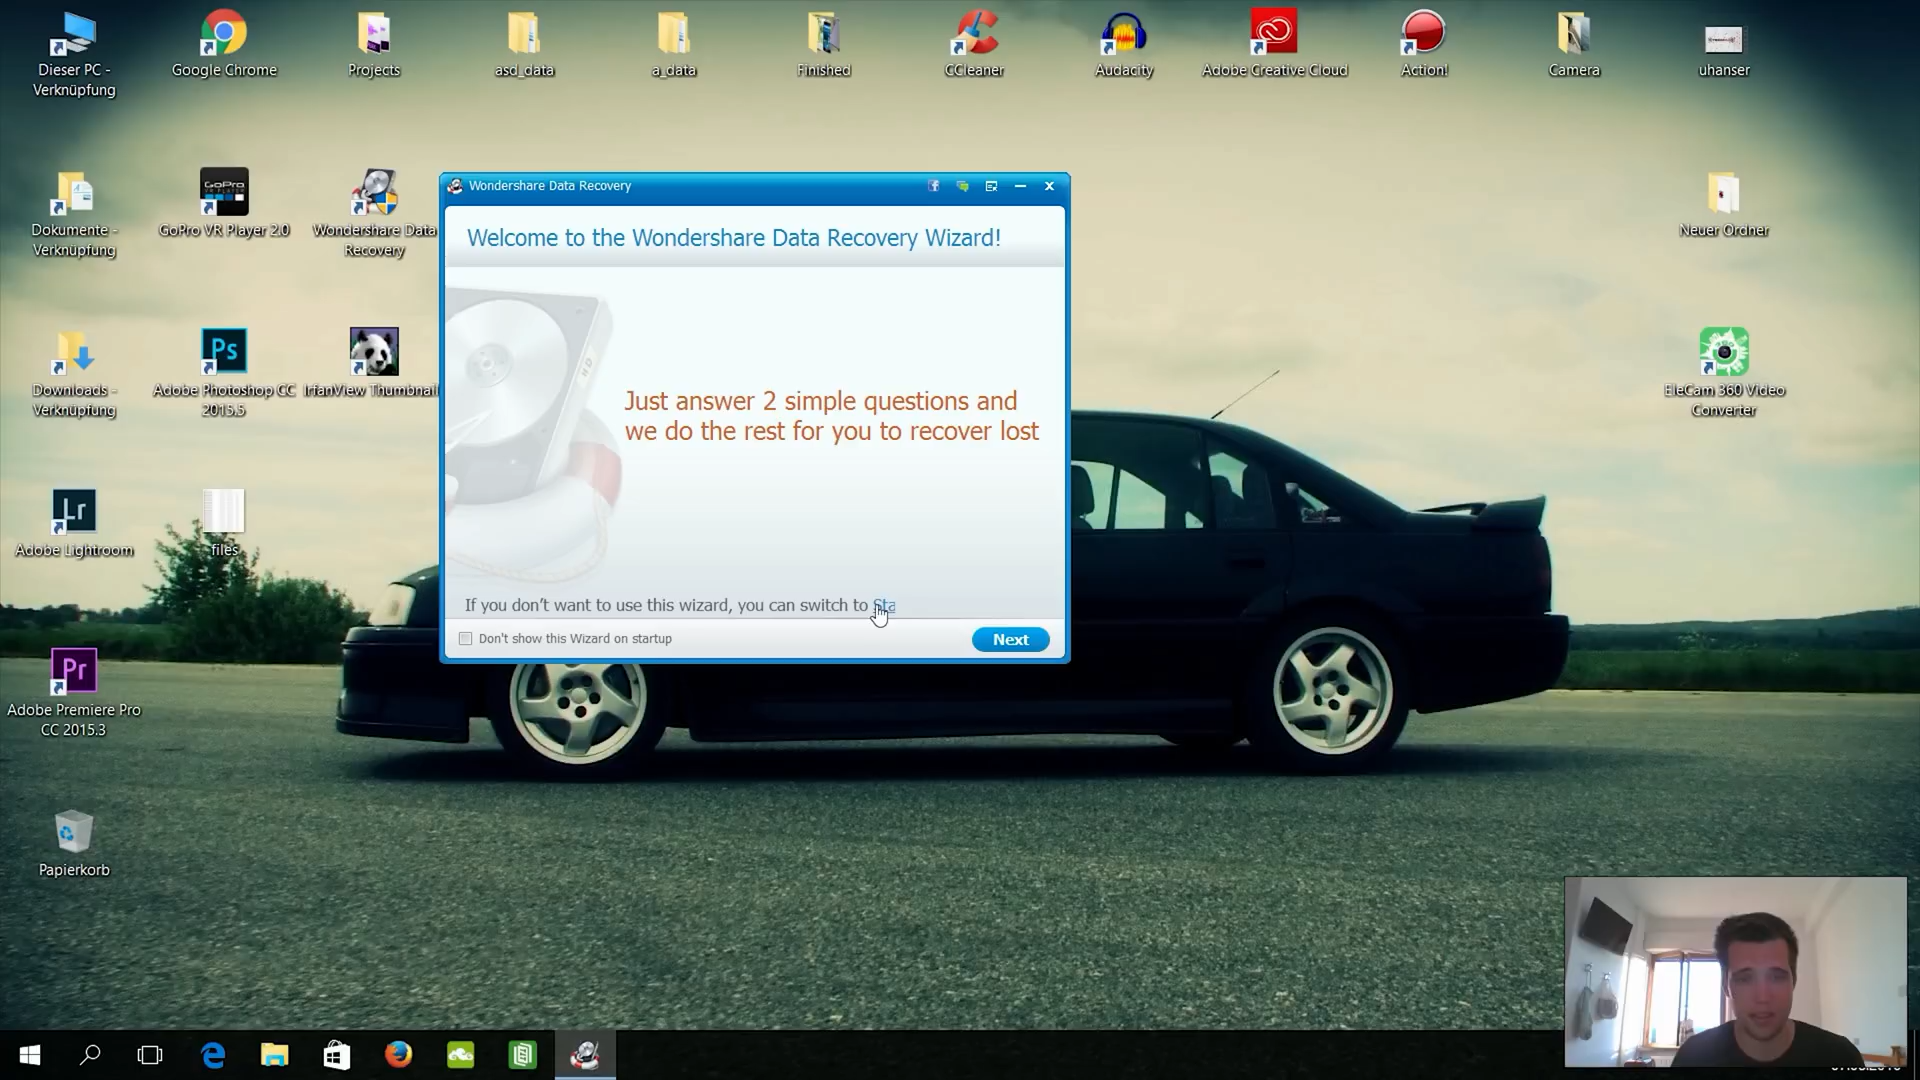 Dieser PC -
Verknüpfung
Google Chrome
Projects
asd_data
a_data
Finished
CCleaner
Audacity
Adobe Creative Cloud
Action!
Camera
uhanser
Dokumente -
Verknüpfung
GoPro
GoPro VR Player 2.0
Wondershare Data
Recovery
Neuer Ordner
Wondershare Data Recovery
Welcome to the Wondershare Data Recovery Wizard!
Just answer 2 simple questions and
we do the rest for you to recover lost
If you don't want to use this wizard, you can switch to Sta
Don't show this Wizard on startup
Next
Downloads -
Verknüpfung
Ps
Adobe Photoshop CC
2015.5
IrfanView Thumbnail
EleCam 360 Video
Converter
Lr
Adobe Lightroom
files
Pr
Adobe Premiere Pro
CC 2015.3
Papierkorb